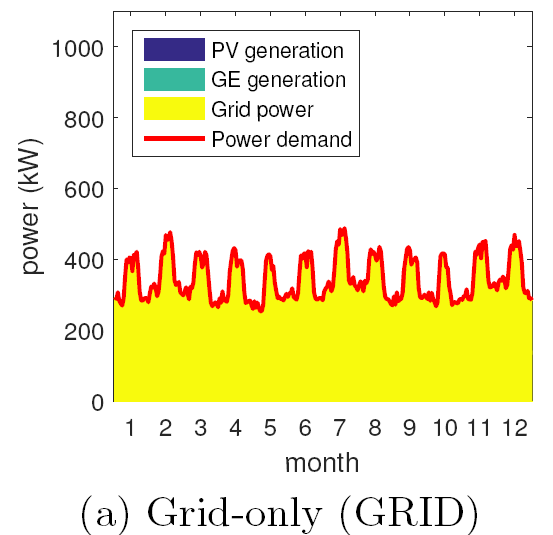 1000
800
600
400
200
0
power (kW)
PV generation
GE generation
Grid power
Power demand
1 2 3 4 5 6 7 8 9 10 11 12
month
(a) Grid-only (GRID)